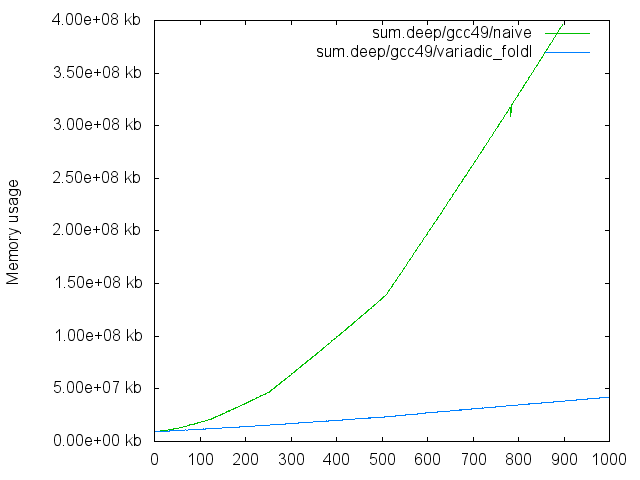 sum.deep/gcc49/naive
sum.deep/gcc49/variadic_foldl
4.00e+08 kb
3.50e+08 kb
3.00e+08 kb
2.50e+08 kb
2.00e+08 kb
1.50e+08 kb
1.00e+08 kb
5.00e+07 kb
0.00e+00 kb
Memory usage
0 100 200 300 400 500 600 700 800 900 1000